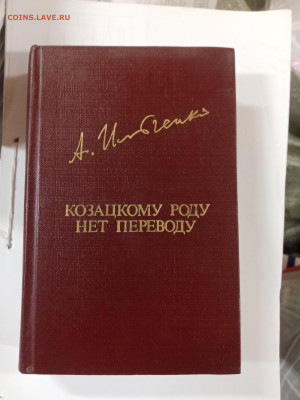 COINS.LAVE.RU
А. Ильченко
КОЗАЦКОМУ РОДУ
НЕТ ПЕРЕВОДУ